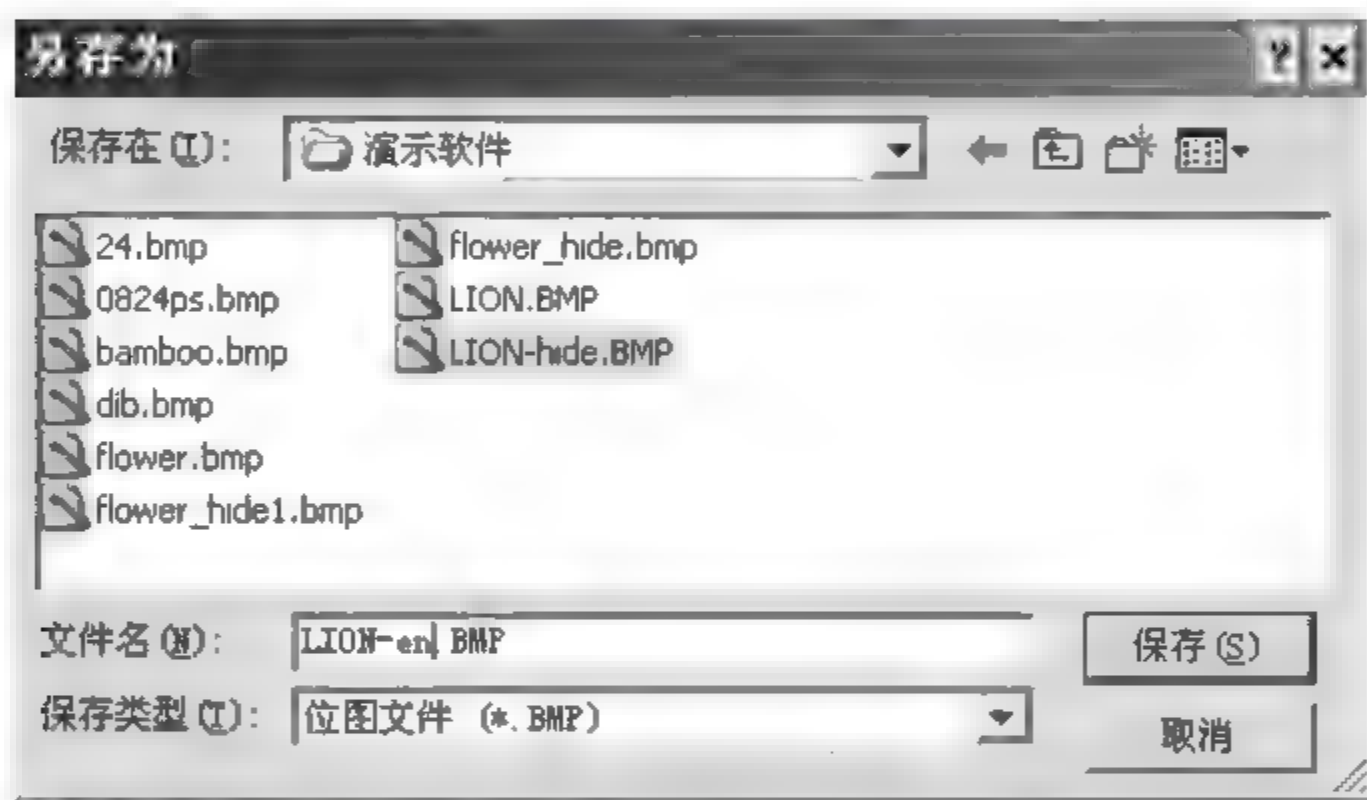 另存为
保存在(I):
演示软件
24.bmp
0824ps.bmp
bamboo.bmp
dib.bmp
flower.bmp
flower_hide1.bmp
flower_hide.bmp
LION.BMP
LION-hide.BMP
文件名(N):
LION-en.BMP
保存(S)
保存类型(T):
位图文件 (*.BMP)
取消